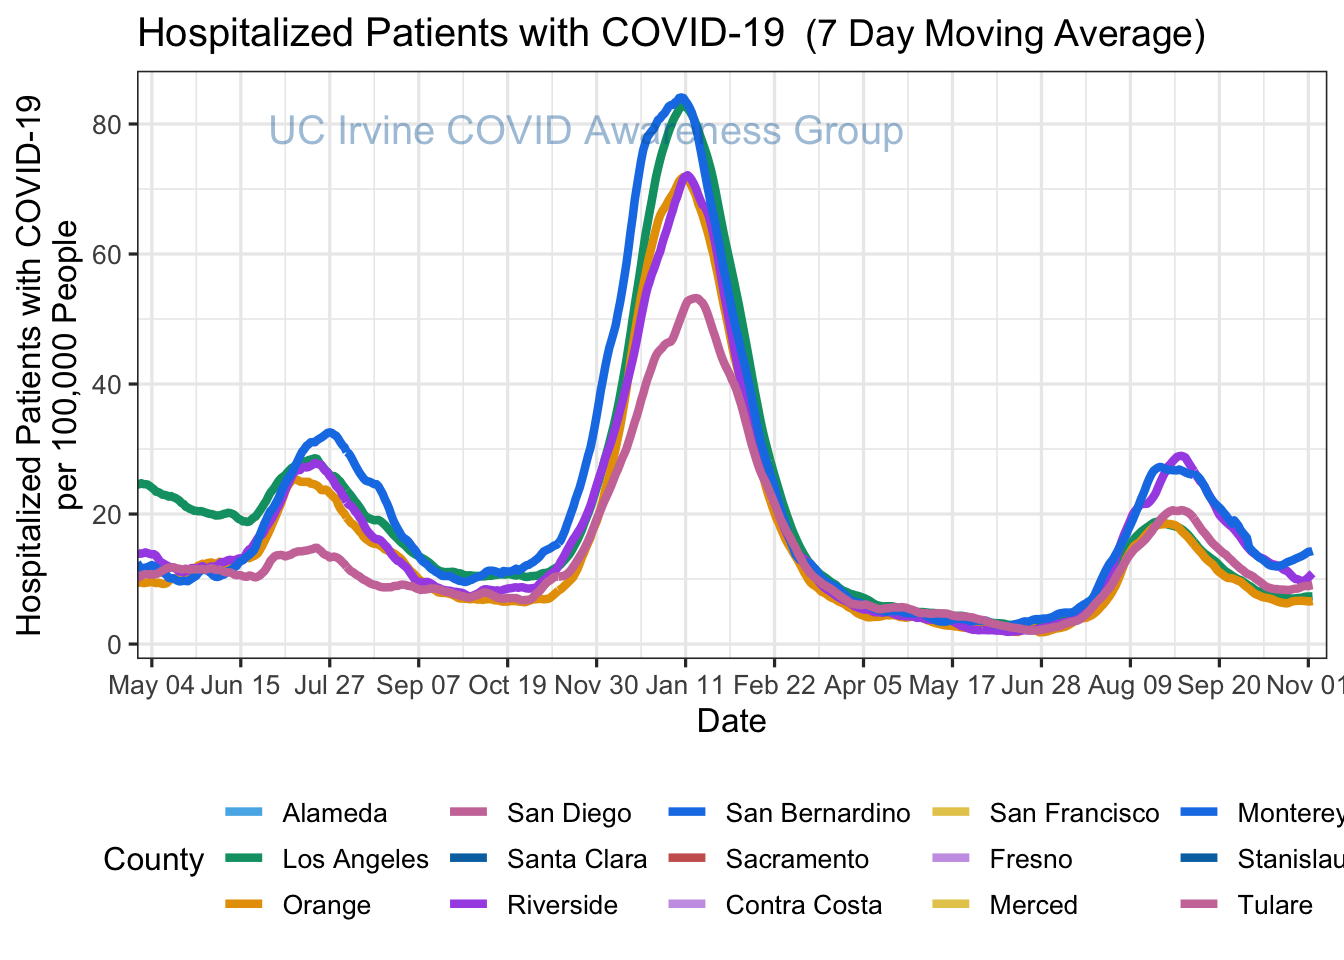 Hospitalized Patients with COVID-19 (7 Day Moving Average)
Hospitalized Patients with COVID-19
per 100,000 People
UC Irvine COVID Awareness Group
80
60
40
20
0
May 04 Jun 15 Jul 27 Sep 07 Oct 19 Nov 30 Jan 11 Feb 22 Apr 05 May 17 Jun 28 Aug 09 Sep 20 Nov 01
Date
County
Alameda San Diego San Bernardino San Francisco Monterey
Los Angeles Santa Clara Sacramento Fresno Stanislau
Orange Riverside Contra Costa Merced Tulare